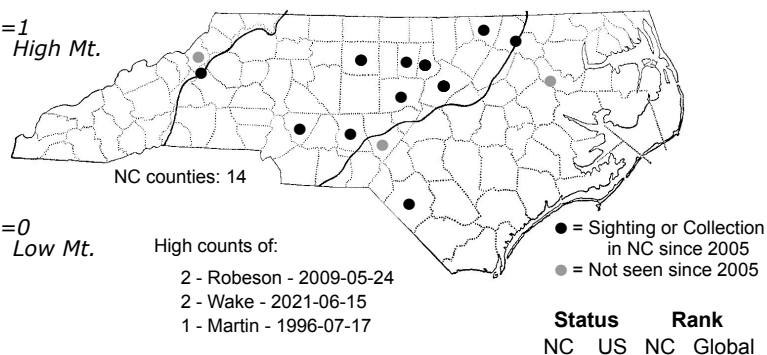 =1
High Mt.
NC counties: 14
=0
Low Mt.
High counts of:
2 - Robeson - 2009-05-24
2 - Wake - 2021-06-15
1 - Martin - 1996-07-17
= Sighting or Collection
in NC since 2005
= Not seen since 2005
Status Rank
NC US NC Global